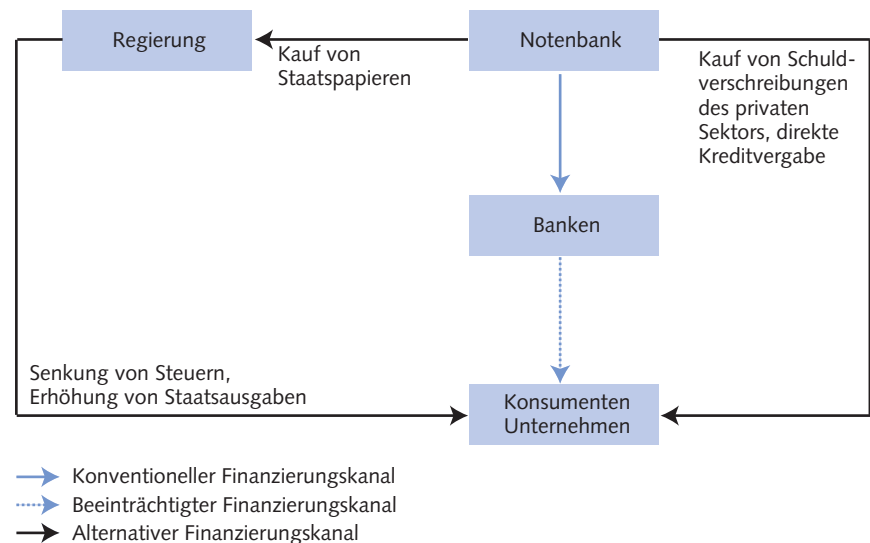 Regierung
Kauf von
Staatspapieren
Notenbank
Kauf von Schuld-
verschreibungen
des privaten
Sektors, direkte
Kreditvergabe
Banken
Senkung von Steuern,
Erhöhung von Staatsausgaben
Konsumenten
Unternehmen
Konventioneller Finanzierungskanal
Beeinträchtigter Finanzierungskanal
Alternativer Finanzierungskanal